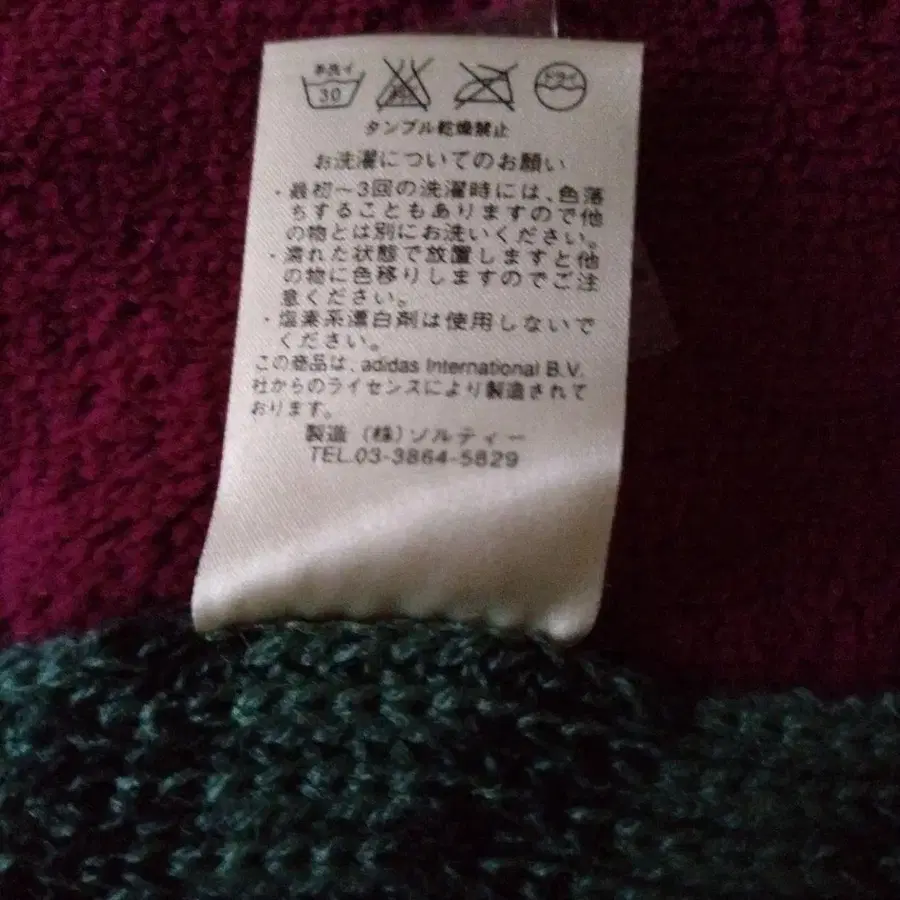 手洗イ ドライ
30
タンブル乾燥禁止
お洗濯についてのお願い
・最初～3回の洗濯時には、色落
ちすることもありますので他
の物とは別にお洗いください。
・濡れた状態で放置しますと他
の物に色移りしますのでご注
意ください。
・塩素系漂白剤は使用しないで
ください。
この商品は、adidas International B.V.
社からのライセンスにより製造されて
おります。
製造 (株)ソルティー
TEL.03-3864-5829